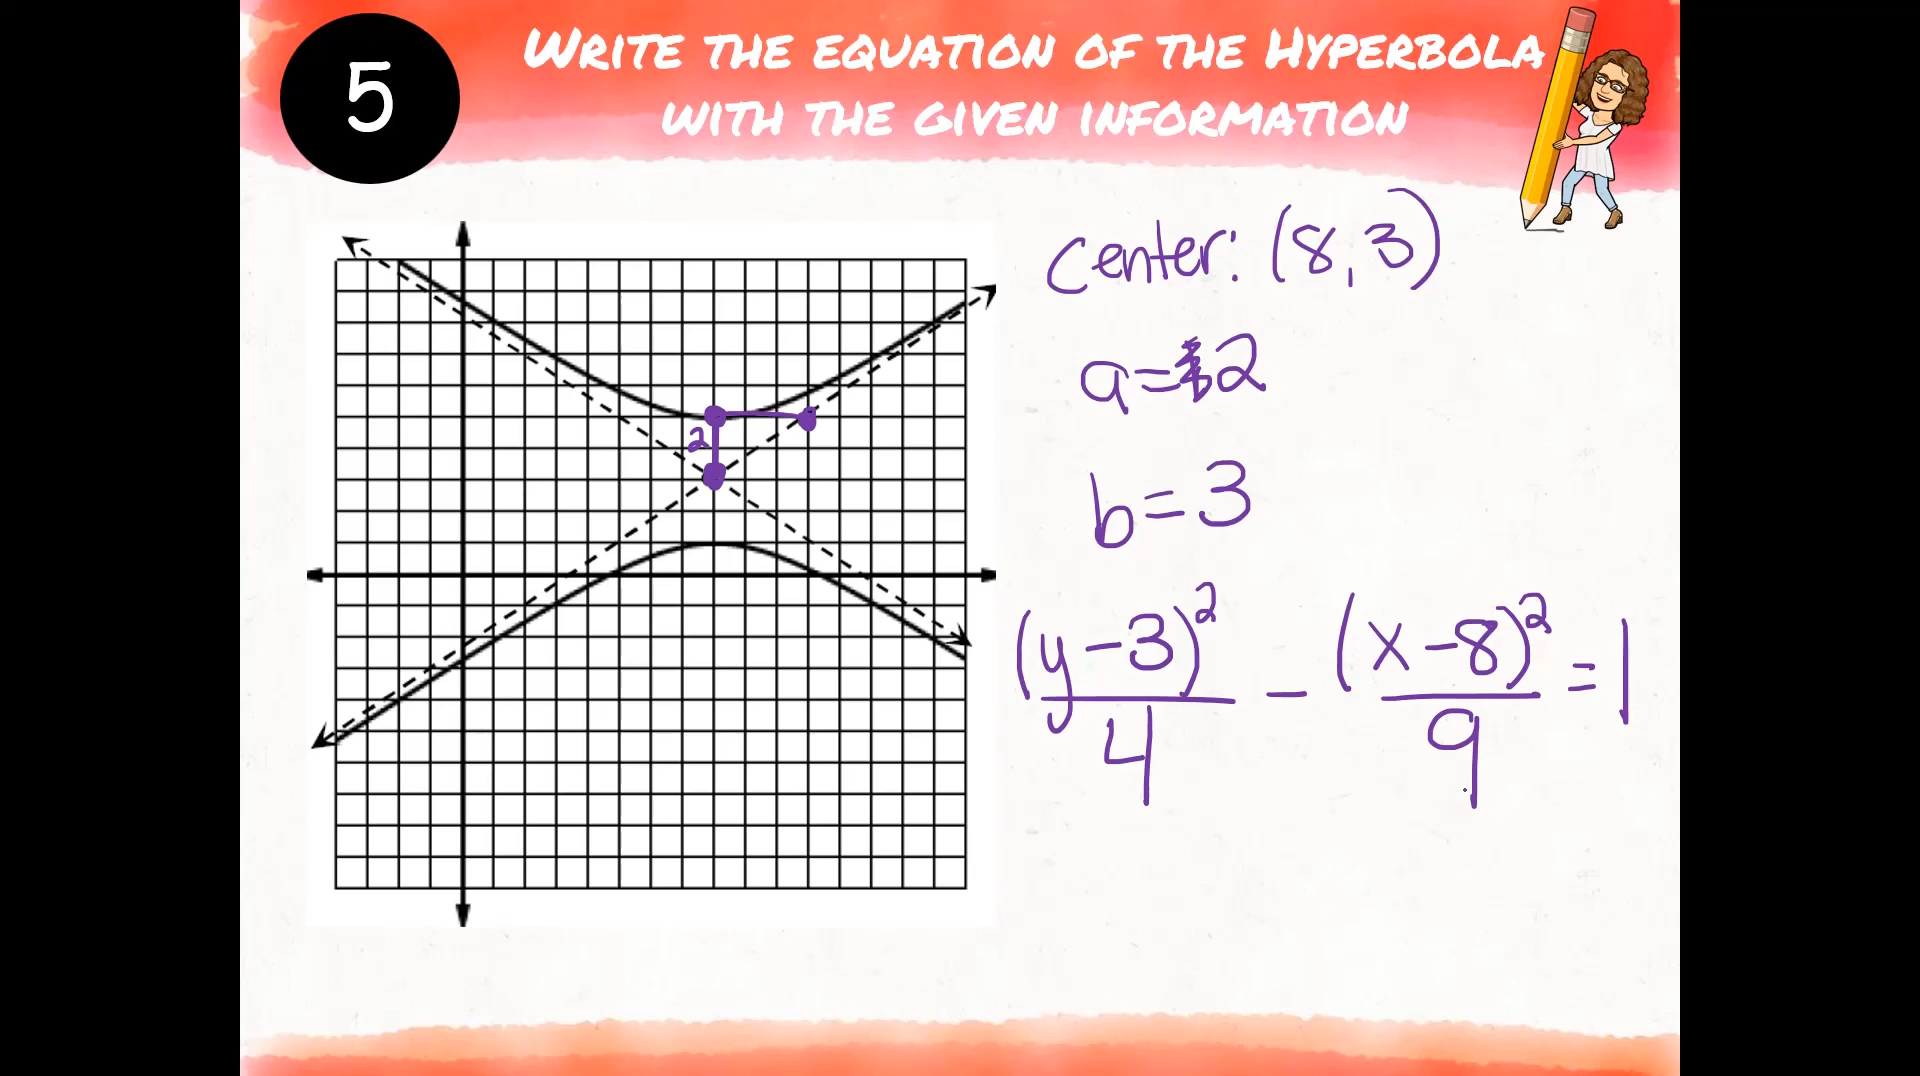 5
WRITE THE EQUATION OF THE HYPERBOLA
WITH THE GIVEN INFORMATION
center: (8,3)
a=2
2
b=3
(y-3)²/4 - (x-8)²/9 = 1